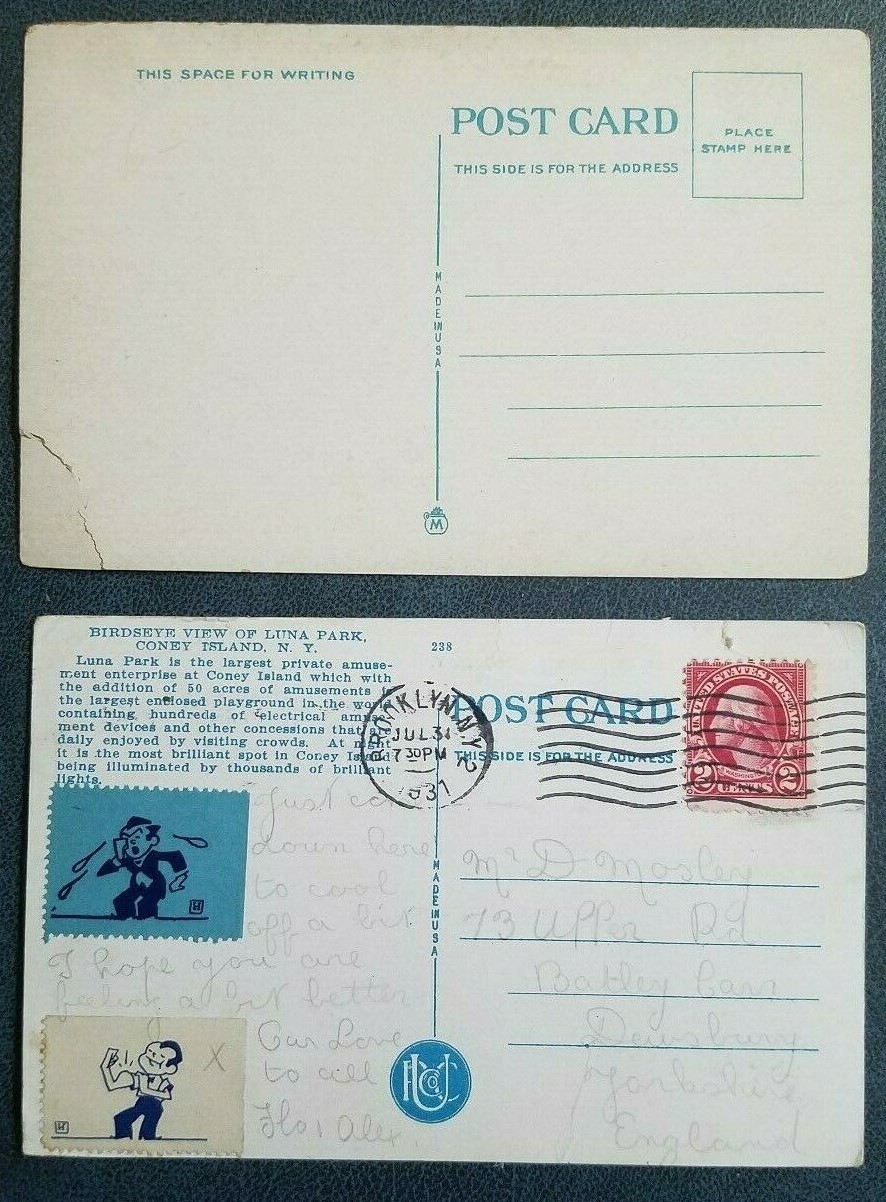 THIS SPACE FOR WRITING
POST CARD
THIS SIDE IS FOR THE ADDRESS
PLACE
STAMP HERE
MADE IN USA
M
BIRDSEYE VIEW OF LUNA PARK,
CONEY ISLAND, N. Y.
238
Luna Park is the largest private amuse-
ment enterprise at Coney Island which with
the addition of 50 acres of amusements is
the largest enclosed playground in the world
containing hundreds of electrical amuse-
ment devices and other concessions that are
daily enjoyed by visiting crowds. At night
it is the most brilliant spot in Coney Island
being illuminated by thousands of brilliant
lights.
POST CARD
THIS SIDE IS FOR THE ADDRESS
BROOKLYN, N.Y. 2
JUL 31
7 30 PM
1931
UNITED STATES POSTAGE
WASHINGTON
2 CENTS 2
MADE IN USA
Just
down here
to cool
off a bit
I hope you are
feeling a bit better
Our Love
to all
Flo & Alex.
X
H
H
Mr D Mosley
73 Upper Rd
Batley Carr
Dewsbury
Yorkshire
England